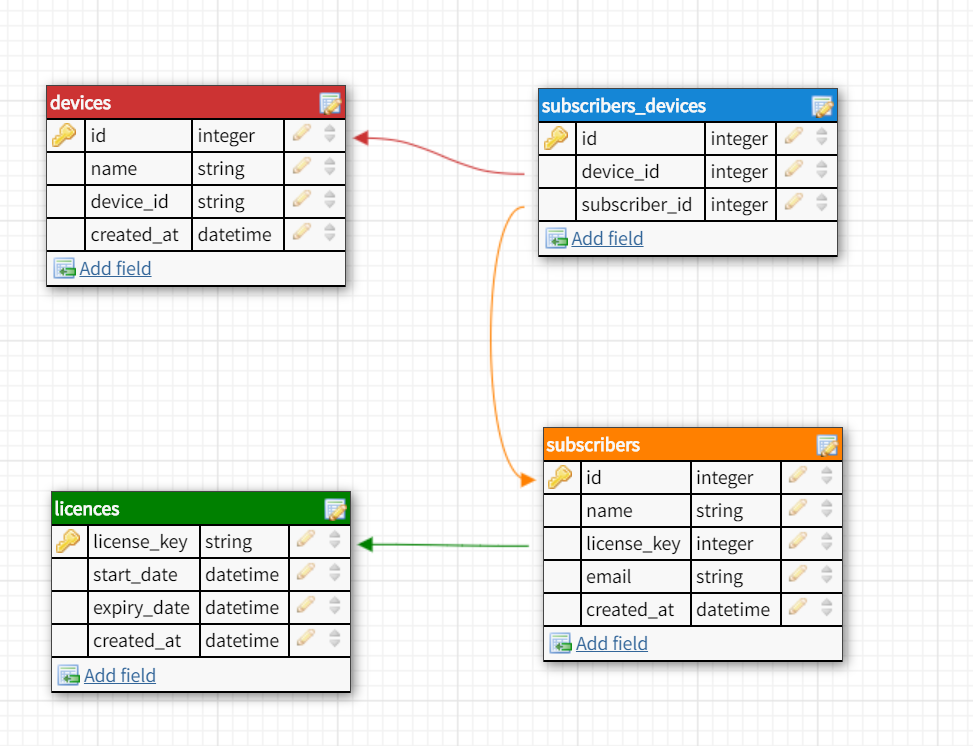 devices
id integer
name string
device_id string
created_at datetime
Add field
subscribers_devices
id integer
device_id integer
subscriber_id integer
Add field
licences
license_key string
start_date datetime
expiry_date datetime
created_at datetime
Add field
subscribers
id integer
name string
license_key integer
email string
created_at datetime
Add field